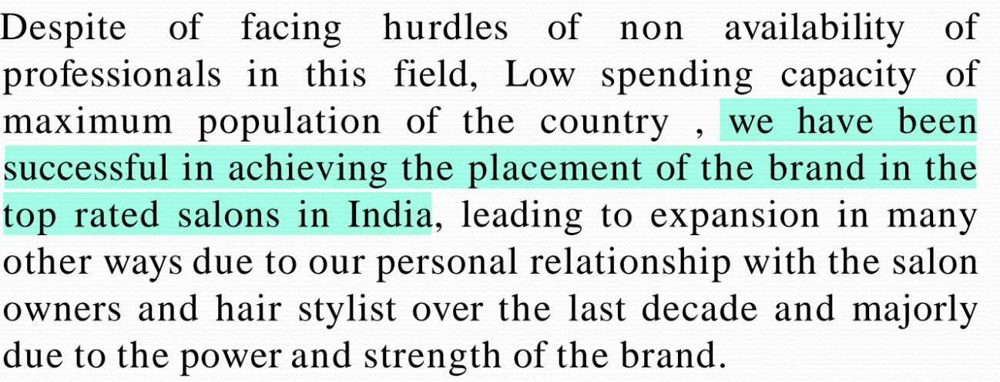 Despite of facing hurdles of non availability of
professionals in this field, Low spending capacity of
maximum population of the country , we have been
successful in achieving the placement of the brand in the
top rated salons in India, leading to expansion in many
other ways due to our personal relationship with the salon
owners and hair stylist over the last decade and majorly
due to the power and strength of the brand.